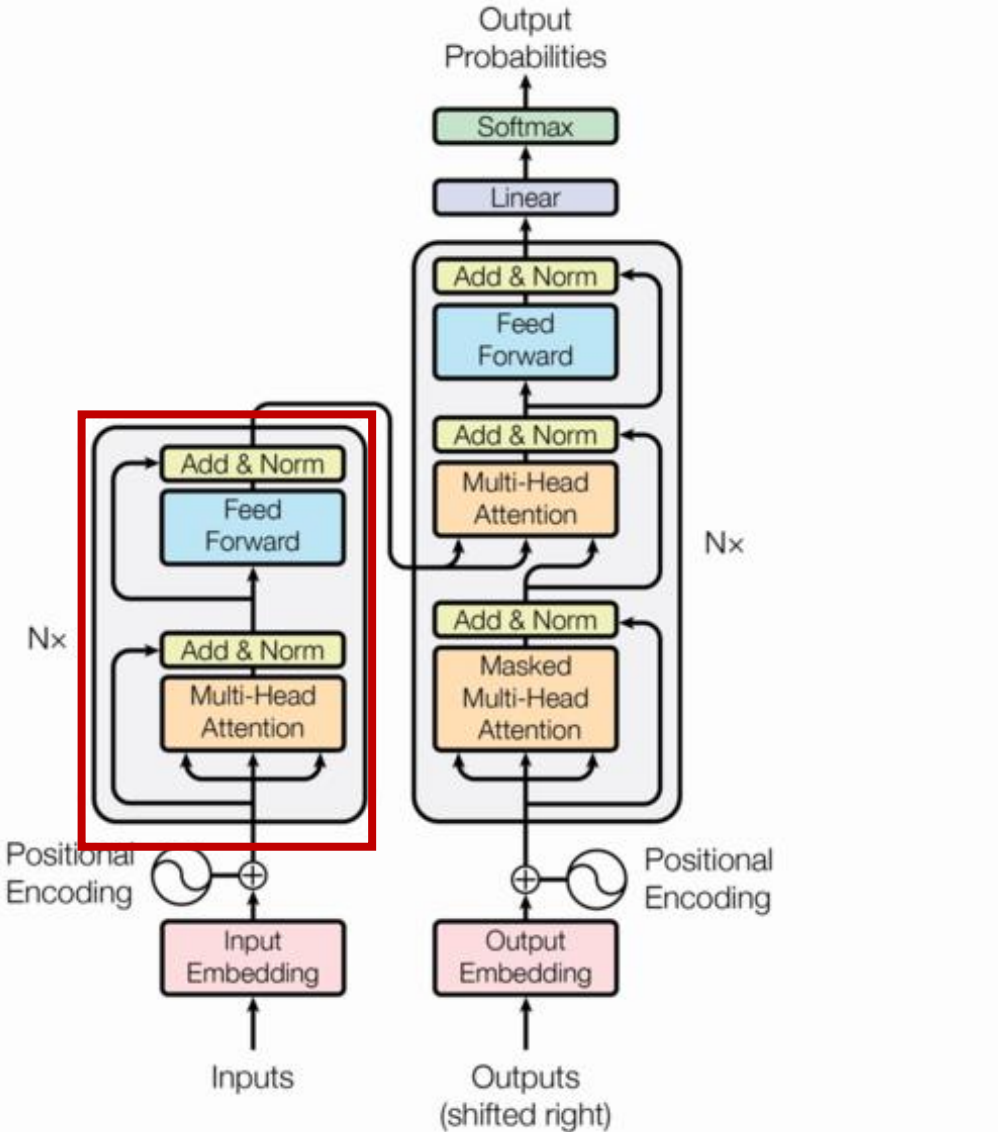 Output
Probabilities
Softmax
Linear
Add & Norm
Feed
Forward
Add & Norm
Multi-Head
Attention
Nx
Add & Norm
Masked
Multi-Head
Attention
Add & Norm
Feed
Forward
Nx
Add & Norm
Multi-Head
Attention
Positional
Encoding
Positional
Encoding
Input
Embedding
Output
Embedding
Inputs
Outputs
(shifted right)